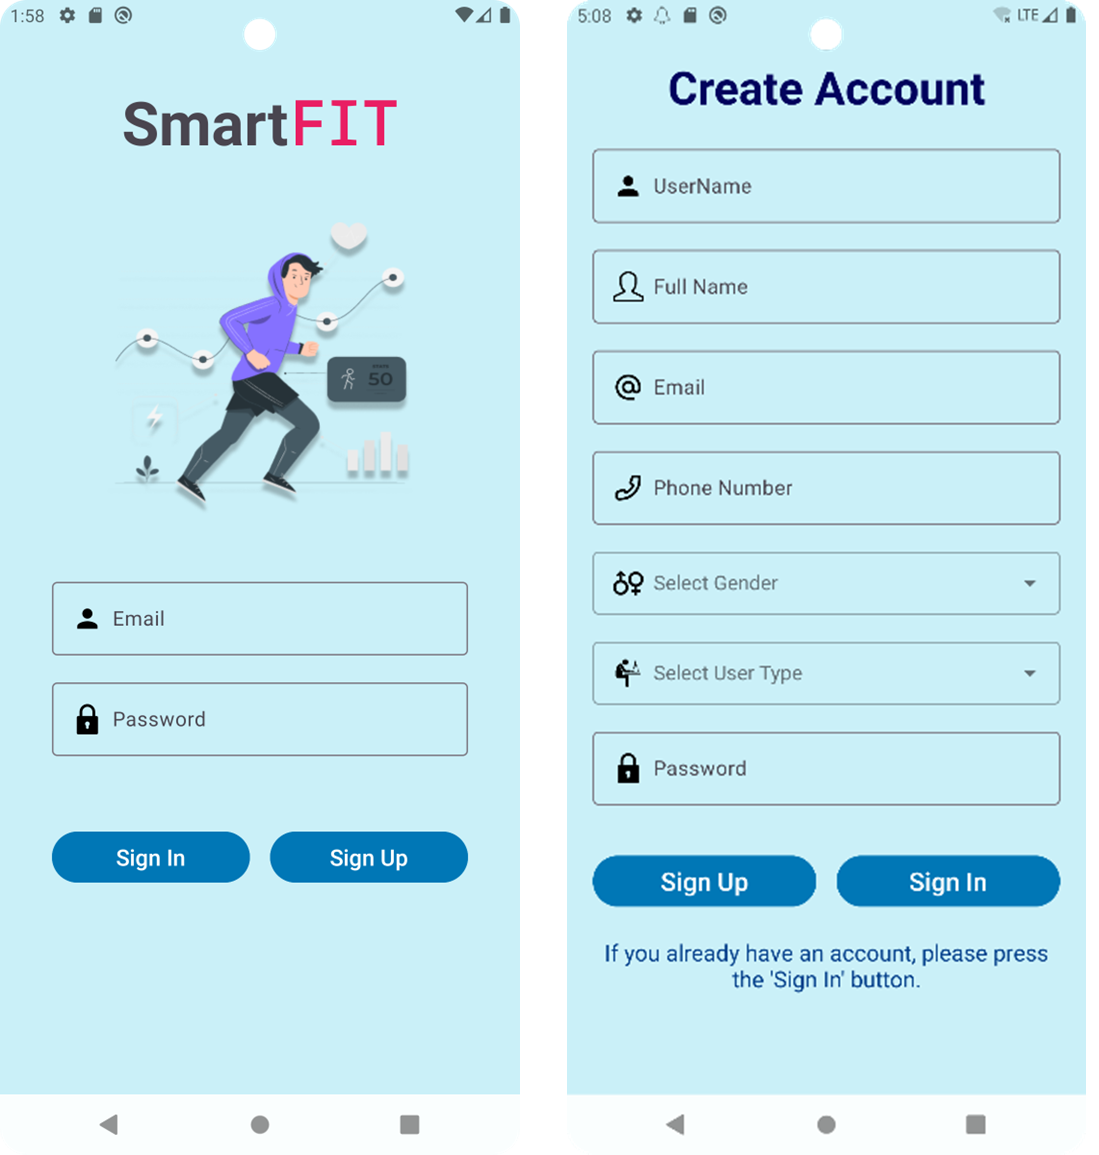 1:58
SmartFIT
50
Email
Password
Sign In
Sign Up
5:08
LTE
Create Account
UserName
Full Name
Email
Phone Number
Select Gender
Select User Type
Password
Sign Up
Sign In
If you already have an account, please press
the 'Sign In' button.